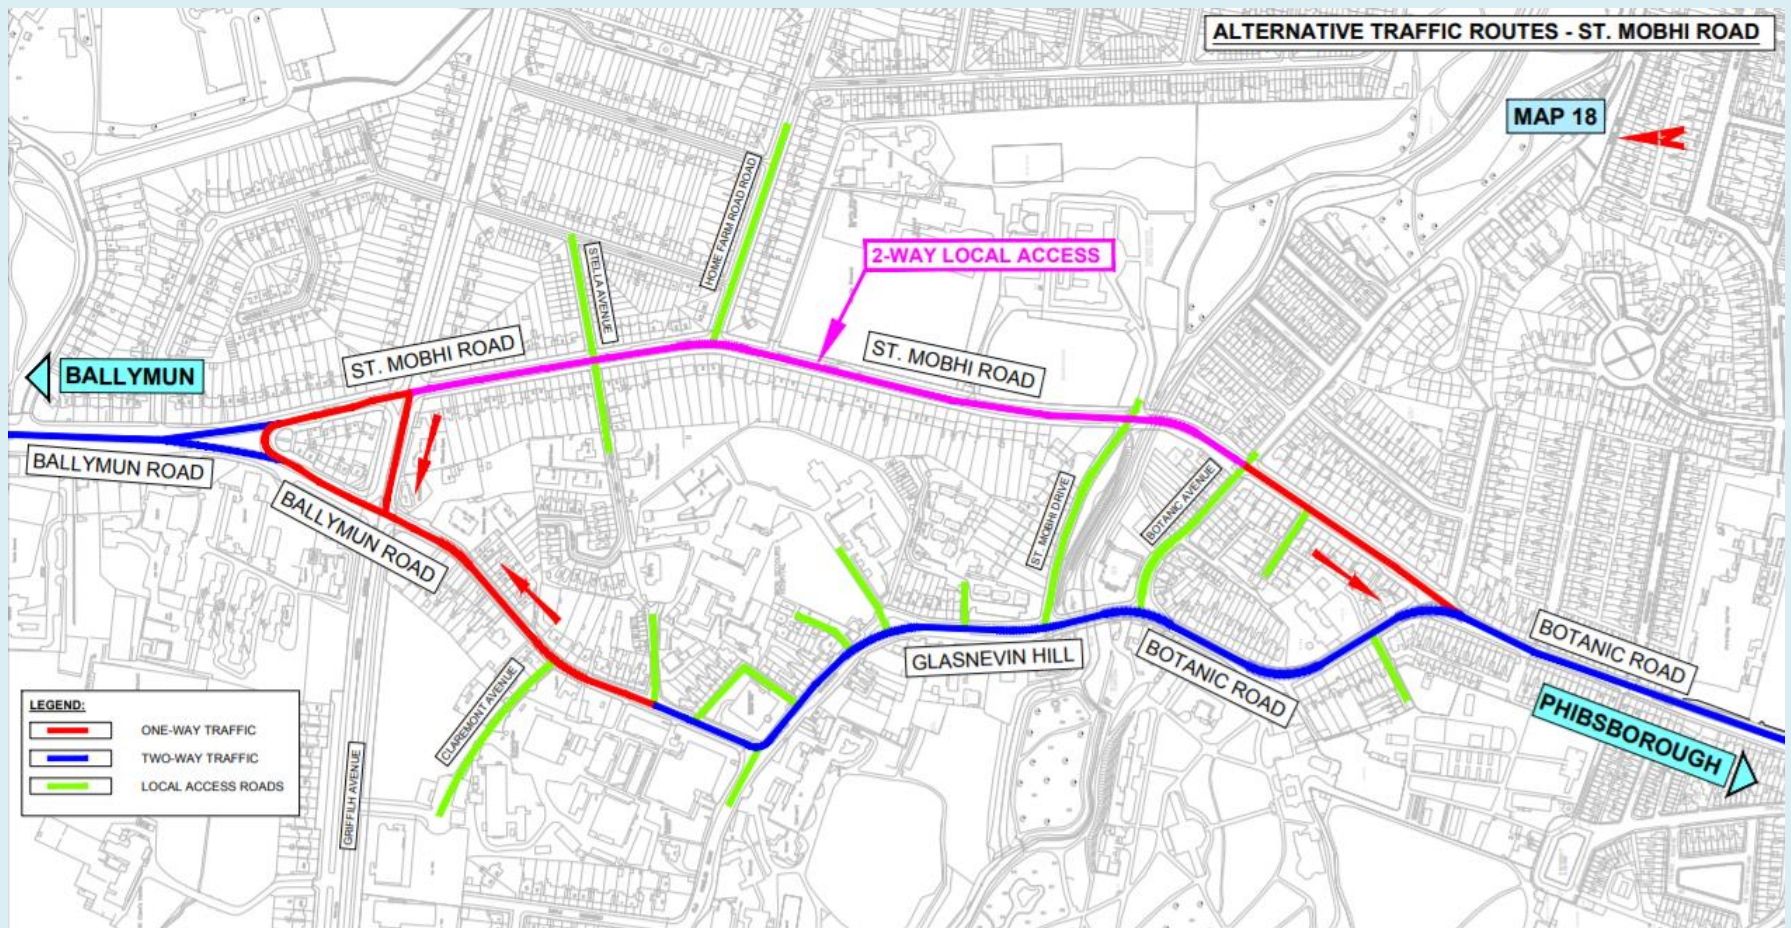 ALTERNATIVE TRAFFIC ROUTES - ST. MOBHI ROAD
MAP 18
HOME FARM ROAD ROAD
STELLA AVENUE
2-WAY LOCAL ACCESS
ST. MOBHI ROAD
ST. MOBHI ROAD
BALLYMUN
BALLYMUN ROAD
BALLYMUN ROAD
ST. MOBHI DRIVE
BOTANIC AVENUE
GLASNEVIN HILL
BOTANIC ROAD
BOTANIC ROAD
PHIBSBOROUGH
CLAREMONT AVENUE
GRIFFILH AVENUE
LEGEND:
ONE-WAY TRAFFIC
TWO-WAY TRAFFIC
LOCAL ACCESS ROADS